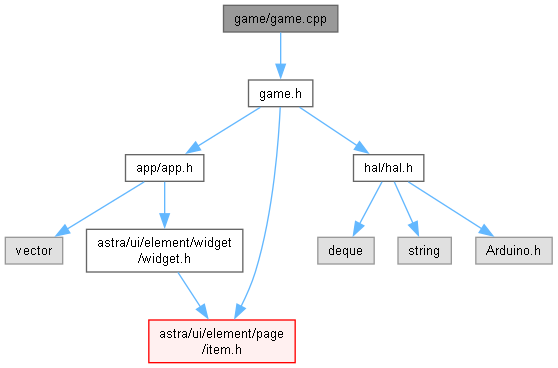 game/game.cpp
game.h
app/app.h
hal/hal.h
vector
astra/ui/element/widget
/widget.h
deque
string
Arduino.h
astra/ui/element/page
/item.h